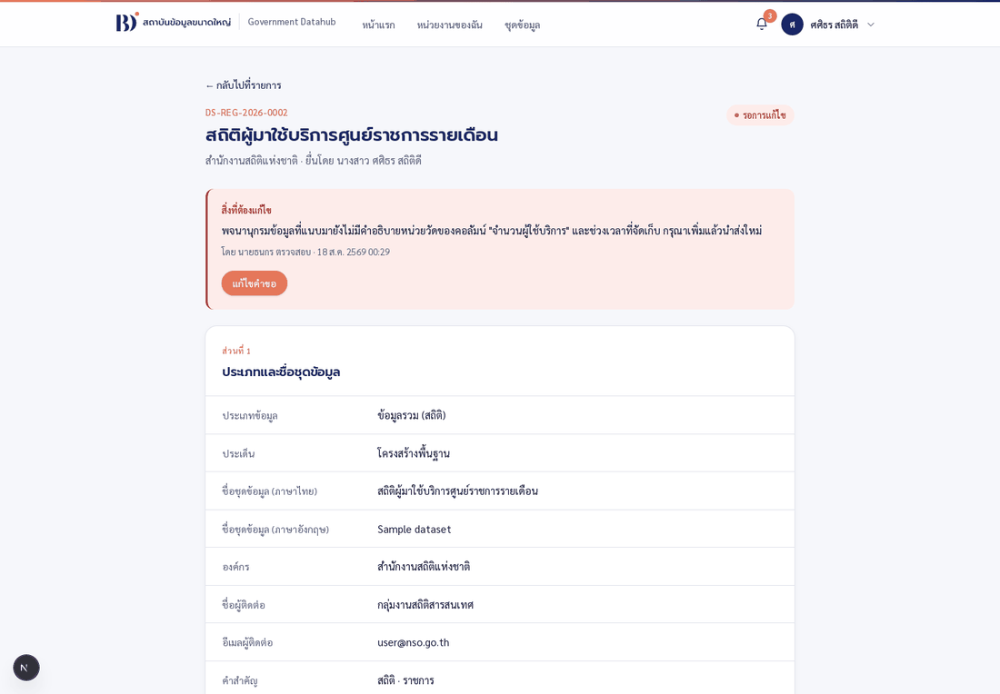 BD สถาบันข้อมูลขนาดใหญ่ Government Datahub หน้าแรก หน่วยงานของฉัน ชุดข้อมูล 3 ศ ศศิธร สถิติดี
← กลับไปที่รายการ
DS-REG-2026-0002 รอการแก้ไข
สถิติผู้มาใช้บริการศูนย์ราชการรายเดือน
สำนักงานสถิติแห่งชาติ · ยื่นโดย นางสาว ศศิธร สถิติดี
สิ่งที่ต้องแก้ไข
พจนานุกรมข้อมูลที่แนบมายังไม่มีคำอธิบายหน่วยวัดของคอลัมน์ "จำนวนผู้ใช้บริการ" และช่วงเวลาที่จัดเก็บ กรุณาเพิ่มแล้วนำส่งใหม่
โดย นายธนกร ตรวจสอบ · 18 ส.ค. 2569 00:29
แก้ไขคำขอ
ส่วนที่ 1
ประเภทและชื่อชุดข้อมูล
ประเภทข้อมูล ข้อมูลรวม (สถิติ)
ประเด็น โครงสร้างพื้นฐาน
ชื่อชุดข้อมูล (ภาษาไทย) สถิติผู้มาใช้บริการศูนย์ราชการรายเดือน
ชื่อชุดข้อมูล (ภาษาอังกฤษ) Sample dataset
องค์กร สำนักงานสถิติแห่งชาติ
ชื่อผู้ติดต่อ กลุ่มงานสถิติสารสนเทศ
อีเมลผู้ติดต่อ user@nso.go.th
คำสำคัญ สถิติ · ราชการ
N